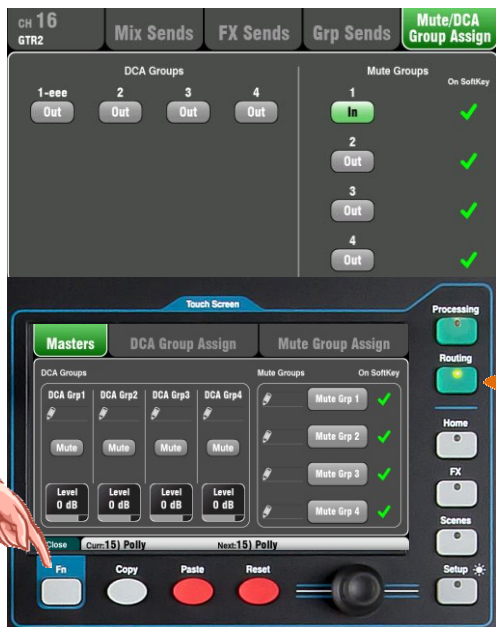 CH 16
GTR2
Mix Sends
FX Sends
Grp Sends
Mute/DCA
Group Assign
DCA Groups
Mute Groups
On SoftKey
1-eee
2
3
4
1
Out
Out
Out
Out
In
2
Out
3
Out
4
Out
Touch Screen
Processing
Masters
DCA Group Assign
Mute Group Assign
Routing
DCA Groups
Mute Groups
On SoftKey
DCA Grp1
DCA Grp2
DCA Grp3
DCA Grp4
Mute Grp 1
Home
Mute
Mute
Mute
Mute
Mute Grp 2
FX
Mute Grp 3
Level
0 dB
Level
0 dB
Level
0 dB
Level
0 dB
Mute Grp 4
Scenes
Close
Curr:15) Polly
Next:15) Polly
Fn
Copy
Paste
Reset
Setup